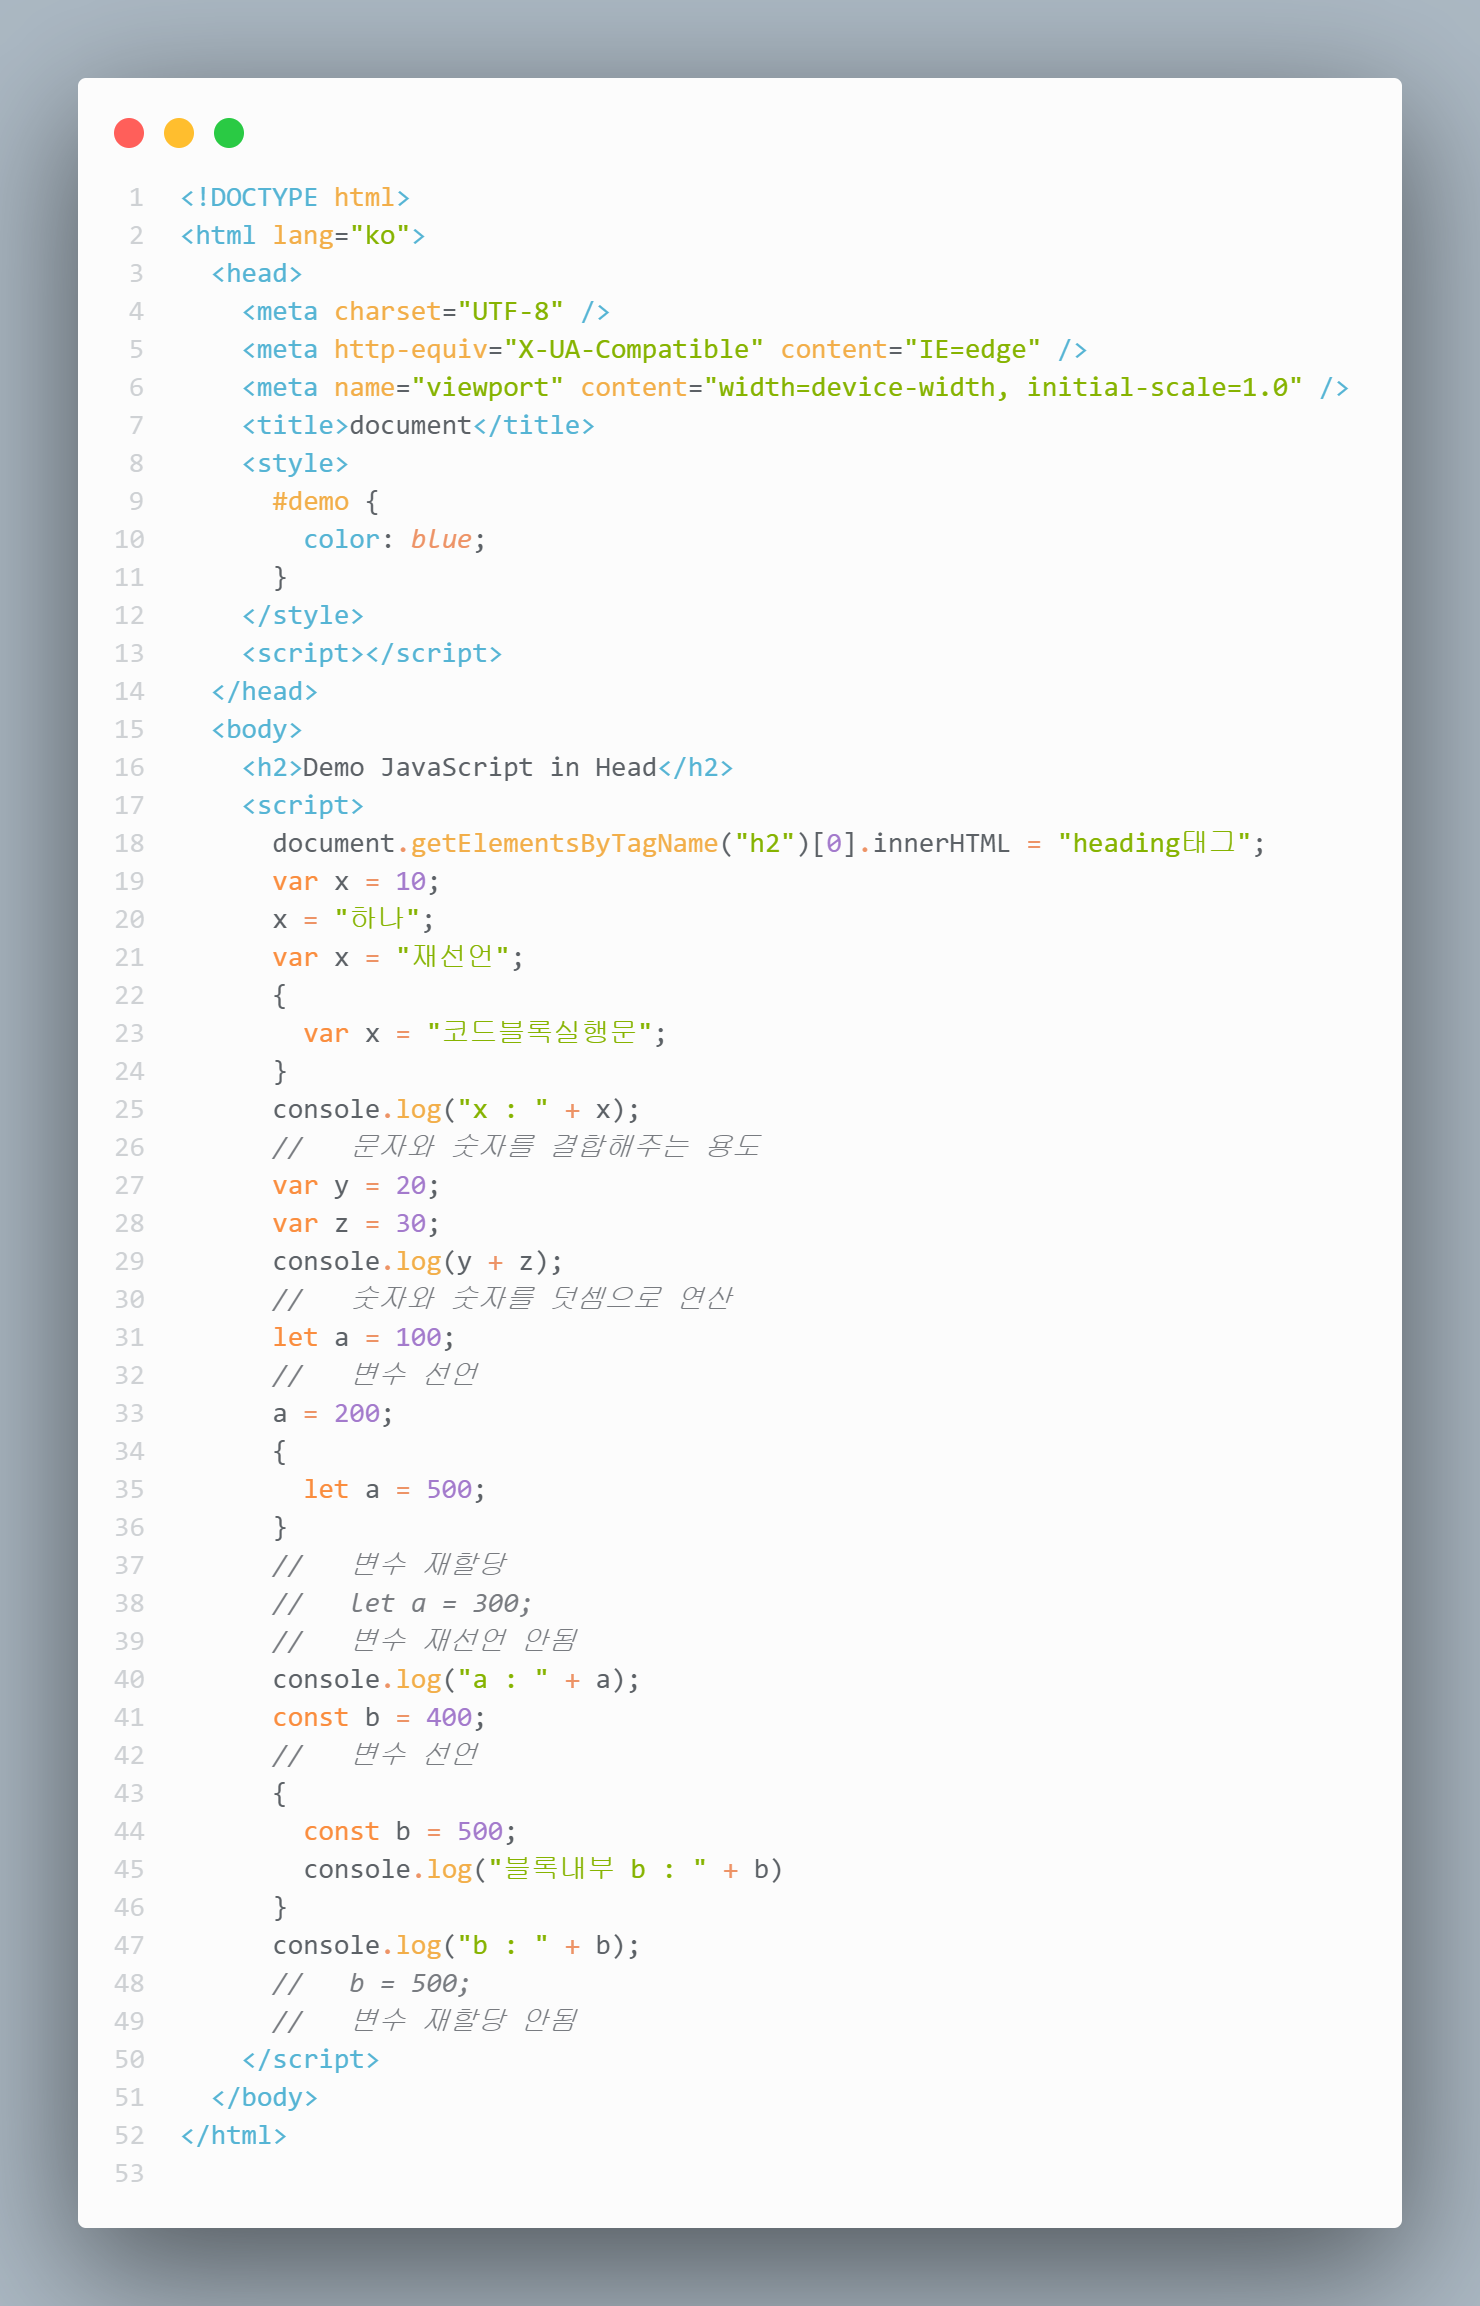 1 <!DOCTYPE html>
2 <html lang="ko">
3   <head>
4     <meta charset="UTF-8" />
5     <meta http-equiv="X-UA-Compatible" content="IE=edge" />
6     <meta name="viewport" content="width=device-width, initial-scale=1.0" />
7     <title>document</title>
8     <style>
9       #demo {
10         color: blue;
11       }
12     </style>
13     <script></script>
14   </head>
15   <body>
16     <h2>Demo JavaScript in Head</h2>
17     <script>
18       document.getElementsByTagName("h2")[0].innerHTML = "heading태그";
19       var x = 10;
20       x = "하나";
21       var x = "재선언";
22       {
23         var x = "코드블록실행문";
24       }
25       console.log("x : " + x);
26       //   문자와 숫자를 결합해주는 용도
27       var y = 20;
28       var z = 30;
29       console.log(y + z);
30       //   숫자와 숫자를 덧셈으로 연산
31       let a = 100;
32       //   변수 선언
33       a = 200;
34       {
35         let a = 500;
36       }
37       //   변수 재할당
38       //   let a = 300;
39       //   변수 재선언 안됨
40       console.log("a : " + a);
41       const b = 400;
42       //   변수 선언
43       {
44         const b = 500;
45         console.log("블록내부 b : " + b)
46       }
47       console.log("b : " + b);
48       //   b = 500;
49       //   변수 재할당 안됨
50     </script>
51   </body>
52 </html>
53